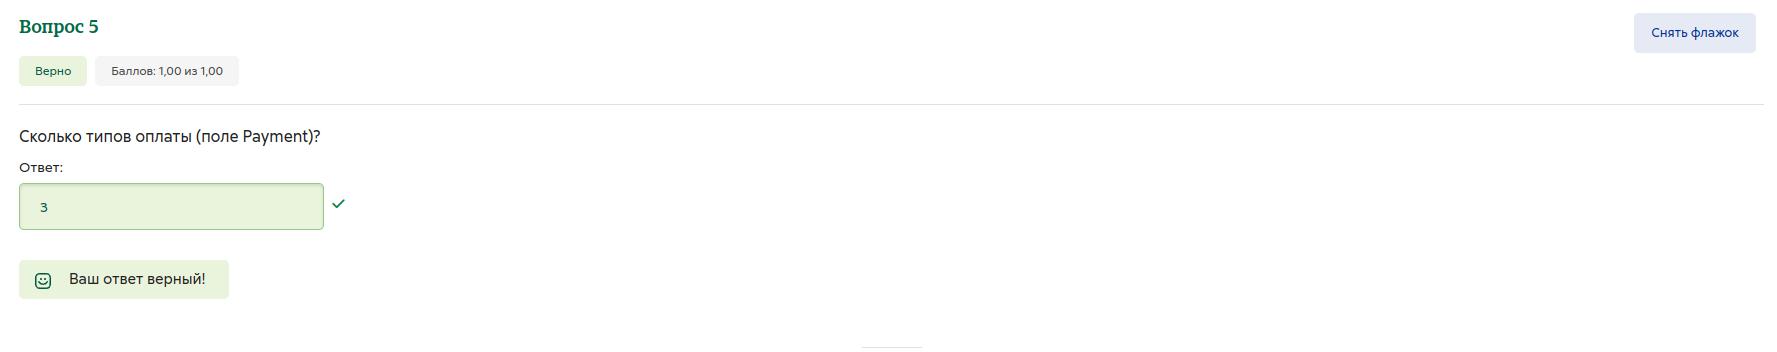 Вопрос 5
Снять флажок
Верно
Баллов: 1,00 из 1,00
Сколько типов оплаты (поле Payment)?
Ответ:
3
Ваш ответ верный!